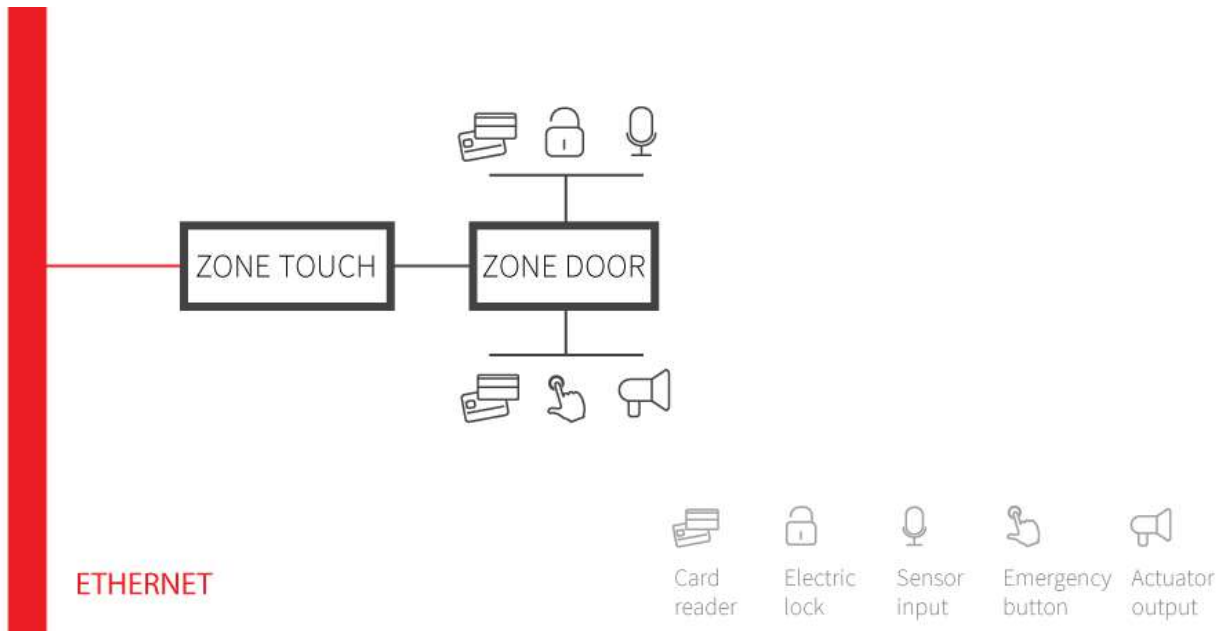 ZONE TOUCH
ZONE DOOR
ETHERNET
Card
reader
Electric
lock
Sensor
input
Emergency
button
Actuator
output